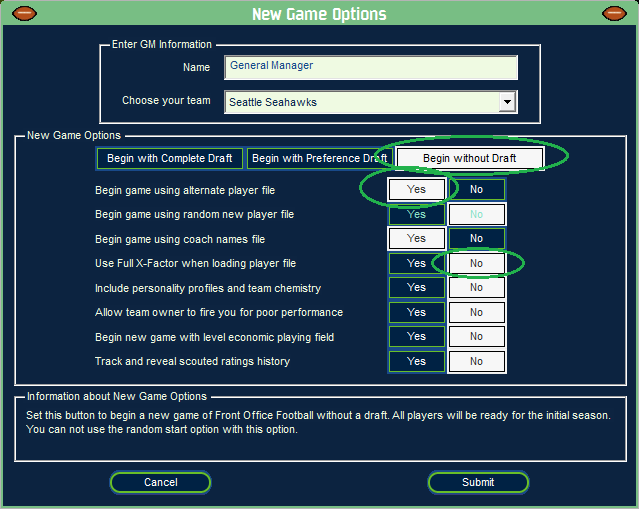 New Game Options
Enter GM Information
Name General Manager
Choose your team Seattle Seahawks
New Game Options
Begin with Complete Draft Begin with Preference Draft Begin without Draft
Begin game using alternate player file Yes No
Begin game using random new player file Yes No
Begin game using coach names file Yes No
Use Full X-Factor when loading player file Yes No
Include personality profiles and team chemistry Yes No
Allow team owner to fire you for poor performance Yes No
Begin new game with level economic playing field Yes No
Track and reveal scouted ratings history Yes No
Information about New Game Options
Set this button to begin a new game of Front Office Football without a draft. All players will be ready for the initial season.
You can not use the random start option with this option.
Cancel Submit